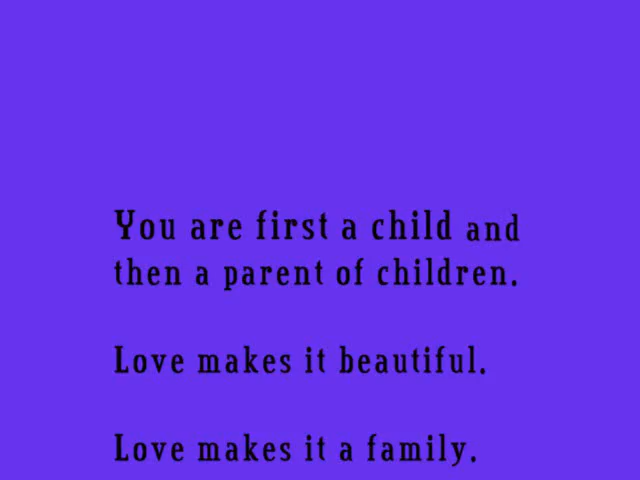 You are first a child and
then a parent of children.
Love makes it beautiful.
Love makes it a family.